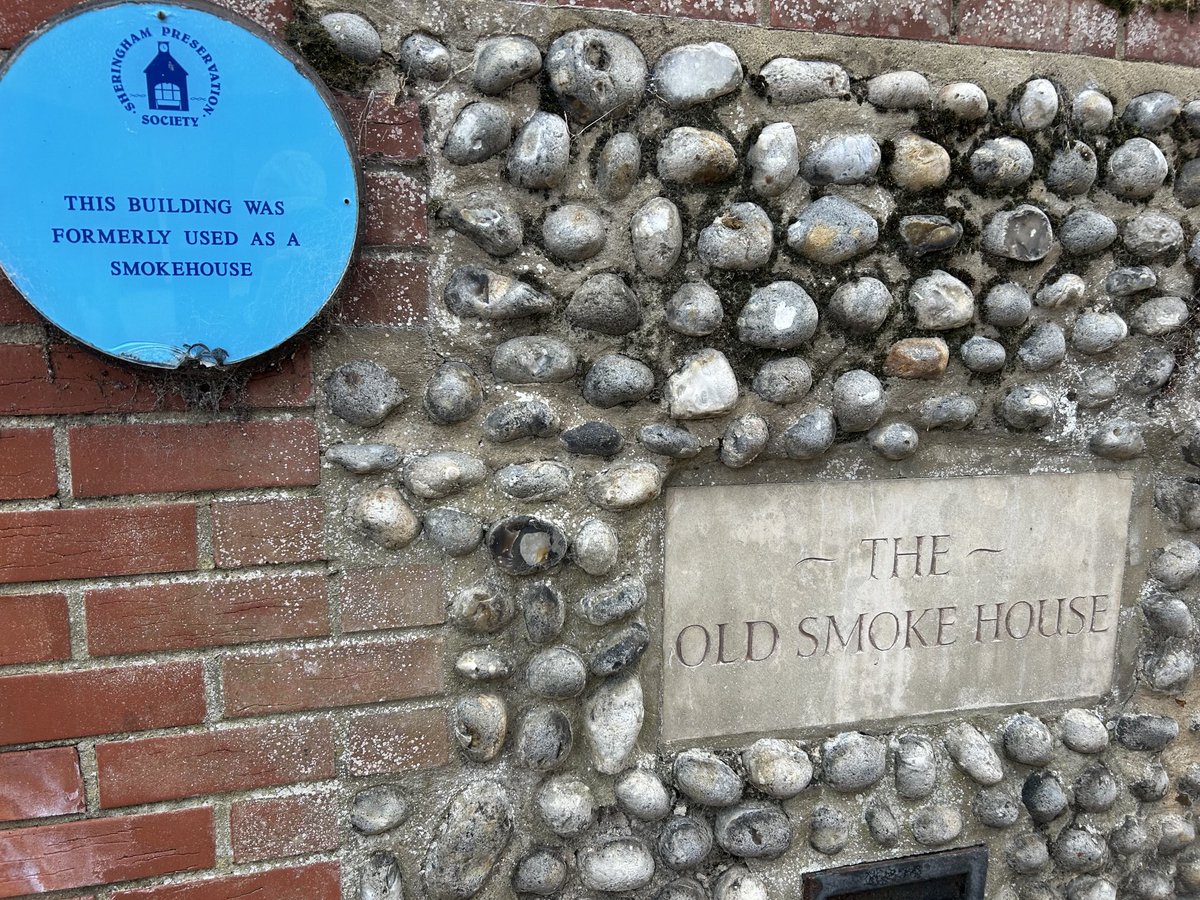 · SHERINGHAM PRESERVATION ·
SOCIETY
THIS BUILDING WAS
FORMERLY USED AS A
SMOKEHOUSE
~ THE ~
OLD SMOKE HOUSE